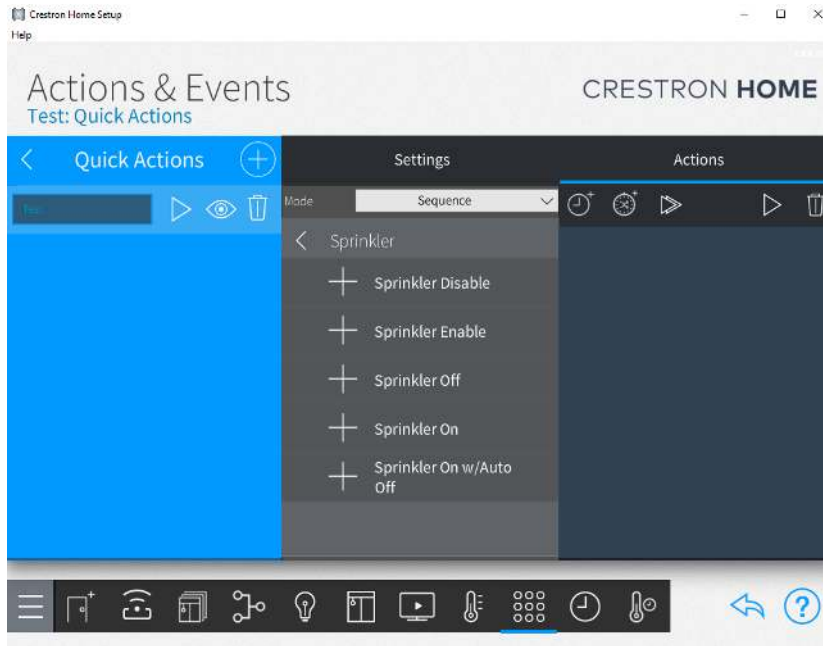 Crestron Home Setup
Help
Actions & Events
CRESTRON HOME
Test: Quick Actions
Quick Actions
Settings
Actions
Test
Mode
Sequence
Sprinkler
Sprinkler Disable
Sprinkler Enable
Sprinkler Off
Sprinkler On
Sprinkler On w/Auto
Off
?